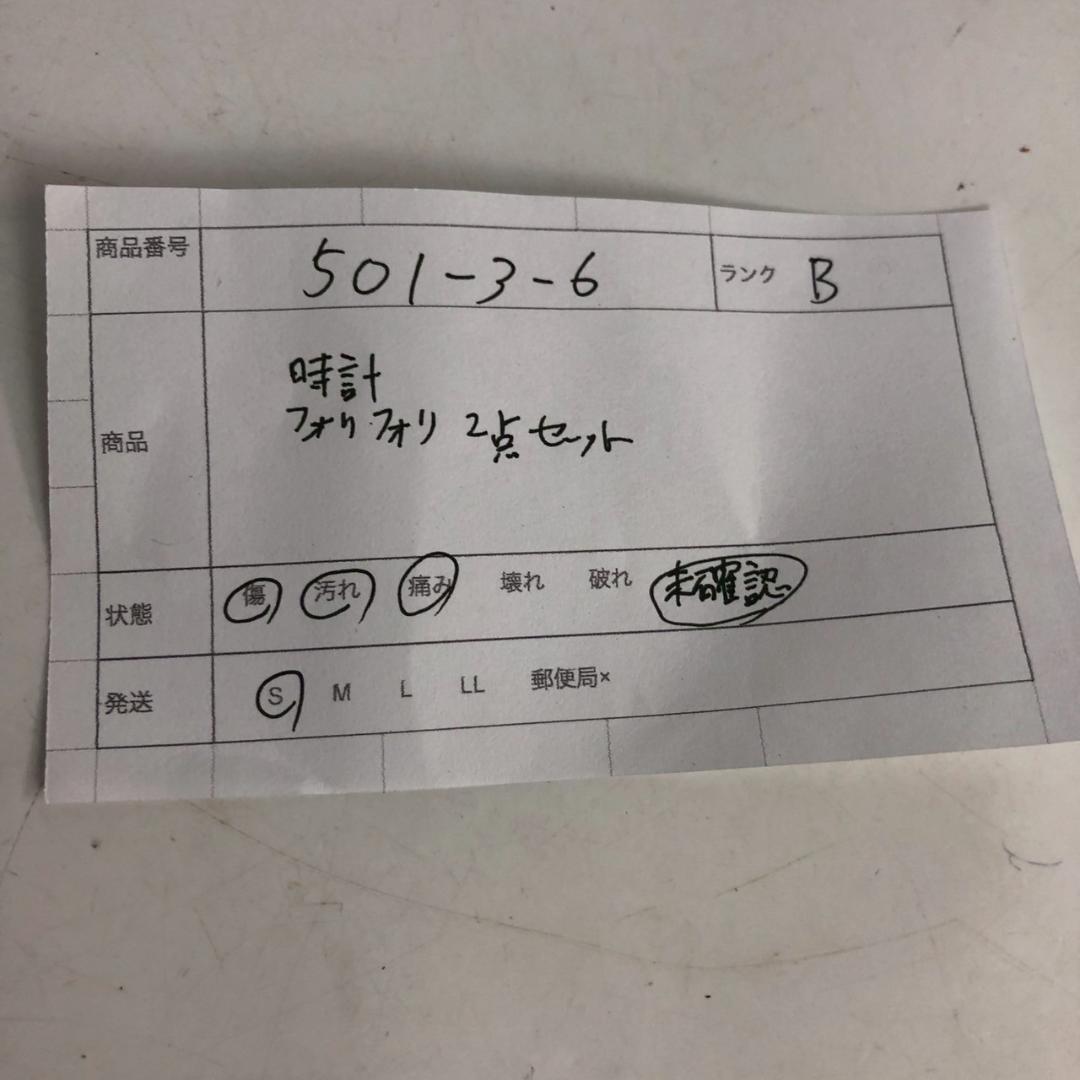 商品番号 501-3-6 ランク B
商品
時計
フォリフォリ 2点セット
状態 傷 汚れ 痛み 壊れ 破れ 未確認
発送 S M L LL 郵便局×